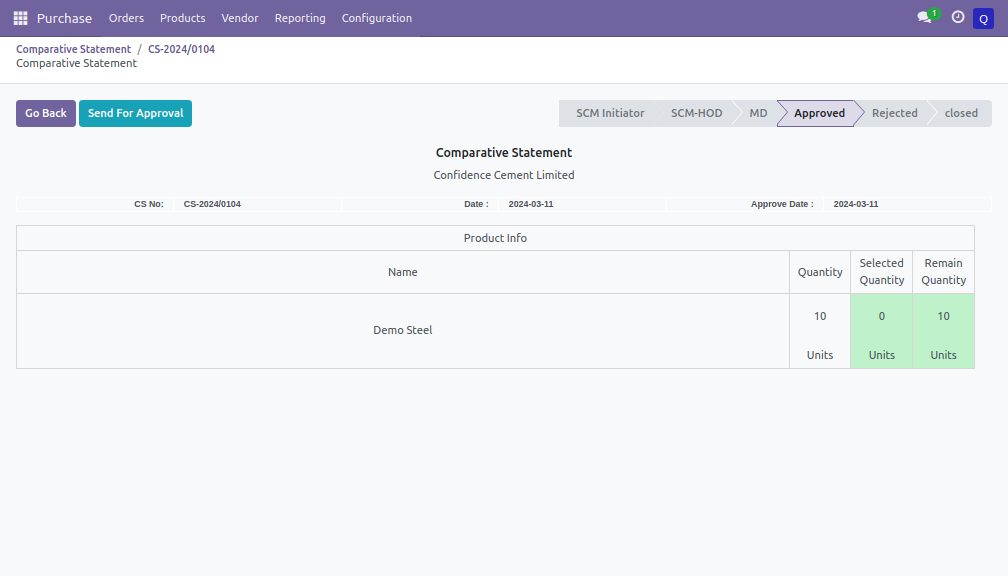 Purchase Orders Products Vendor Reporting Configuration 1 Q
Comparative Statement / CS-2024/0104
Comparative Statement
Go Back Send For Approval SCM Initiator SCM-HOD MD Approved Rejected closed
Comparative Statement
Confidence Cement Limited
CS No: CS-2024/0104 Date : 2024-03-11 Approve Date : 2024-03-11
Product Info
Name Quantity Selected Quantity Remain Quantity
Demo Steel 10 Units 0 Units 10 Units